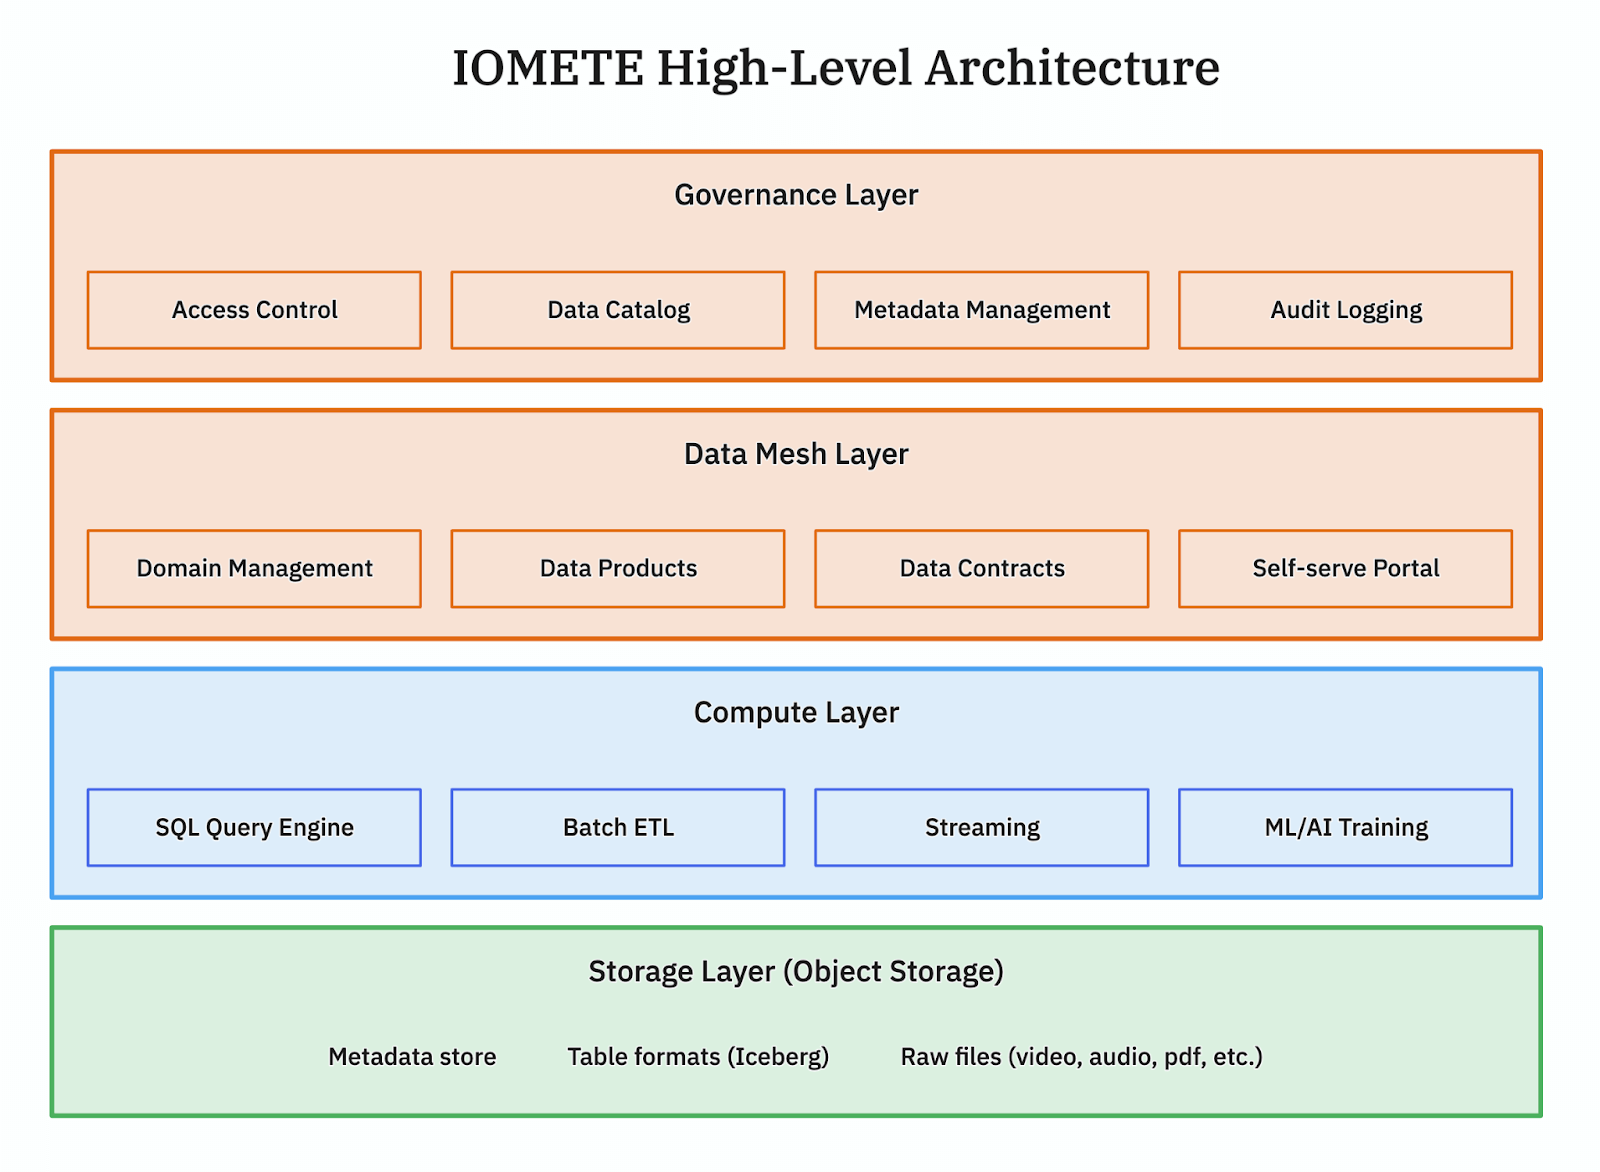 IOMETE High-Level Architecture
Governance Layer
Access Control
Data Catalog
Metadata Management
Audit Logging
Data Mesh Layer
Domain Management
Data Products
Data Contracts
Self-serve Portal
Compute Layer
SQL Query Engine
Batch ETL
Streaming
ML/AI Training
Storage Layer (Object Storage)
Metadata store
Table formats (Iceberg)
Raw files (video, audio, pdf, etc.)